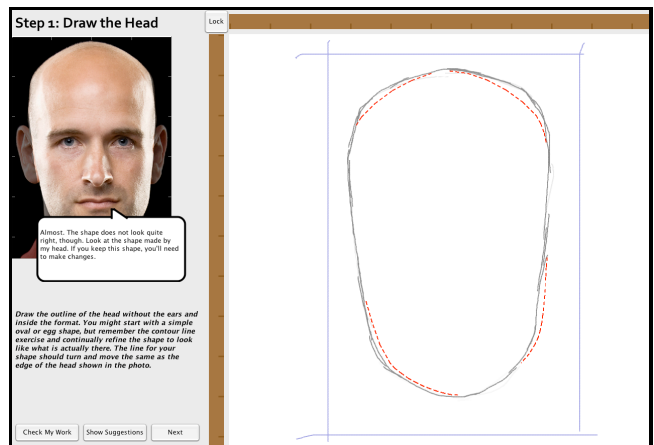 Step 1: Draw the Head
Lock
Almost. The shape does not look quite
right, though. Look at the shape made by
my head. If you keep this shape, you'll need
to make changes.
Draw the outline of the head without the ears and
inside the format. You might start with a simple
oval or egg shape, but remember the contour line
exercise and continually refine the shape to look
like what is actually there. The line for your
shape should turn and move the same as the
edge of the head shown in the photo.
Check My Work
Show Suggestions
Next